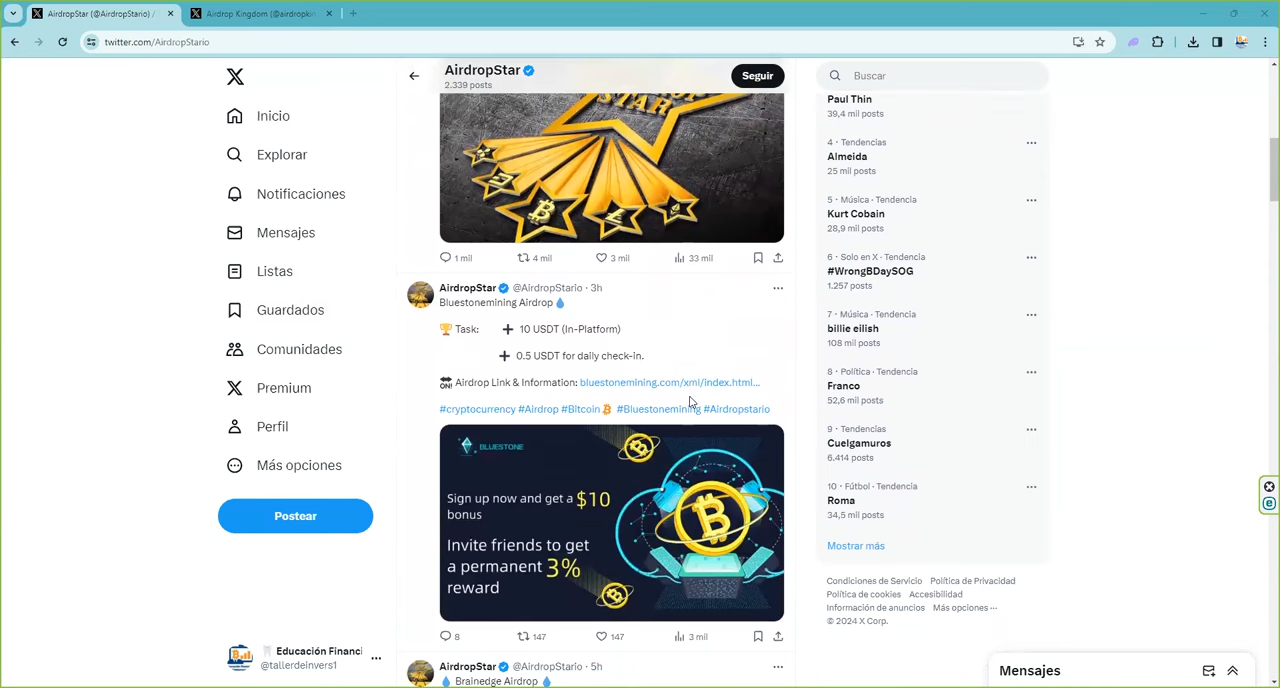 AirdropStar (@AirdropStario) /
Airdrop Kingdom (@airdropki
twitter.com/AirdropStario
AirdropStar
2.339 posts
Seguir
Buscar
Inicio
Explorar
Notificaciones
Mensajes
Listas
Guardados
Comunidades
Premium
Perfil
Más opciones
Postear
Educación Financi
@tallerdeinvers1
STAR
1 mil
4 mil
3 mil
33 mil
AirdropStar @AirdropStario · 3h
Bluestonemining Airdrop
Task: + 10 USDT (In-Platform)
+ 0.5 USDT for daily check-in.
ON! Airdrop Link & Information: bluestonemining.com/xml/index.html…
#cryptocurrency #Airdrop #Bitcoin #Bluestonemining #Airdropstario
BLUESTONE
Sign up now and get a $10
bonus
Invite friends to get
a permanent 3%
reward
8
147
147
3 mil
AirdropStar @AirdropStario · 5h
Brainedge Airdrop
Paul Thin
39,4 mil posts
4 · Tendencias
Almeida
25 mil posts
5 · Música · Tendencia
Kurt Cobain
28,9 mil posts
6 · Solo en X · Tendencia
#WrongBDaySOG
1.257 posts
7 · Música · Tendencia
billie eilish
108 mil posts
8 · Política · Tendencia
Franco
52,6 mil posts
9 · Tendencias
Cuelgamuros
6.414 posts
10 · Fútbol · Tendencia
Roma
34,5 mil posts
Mostrar más
Condiciones de Servicio Política de Privacidad
Política de cookies Accesibilidad
Información de anuncios Más opciones ···
© 2024 X Corp.
Mensajes